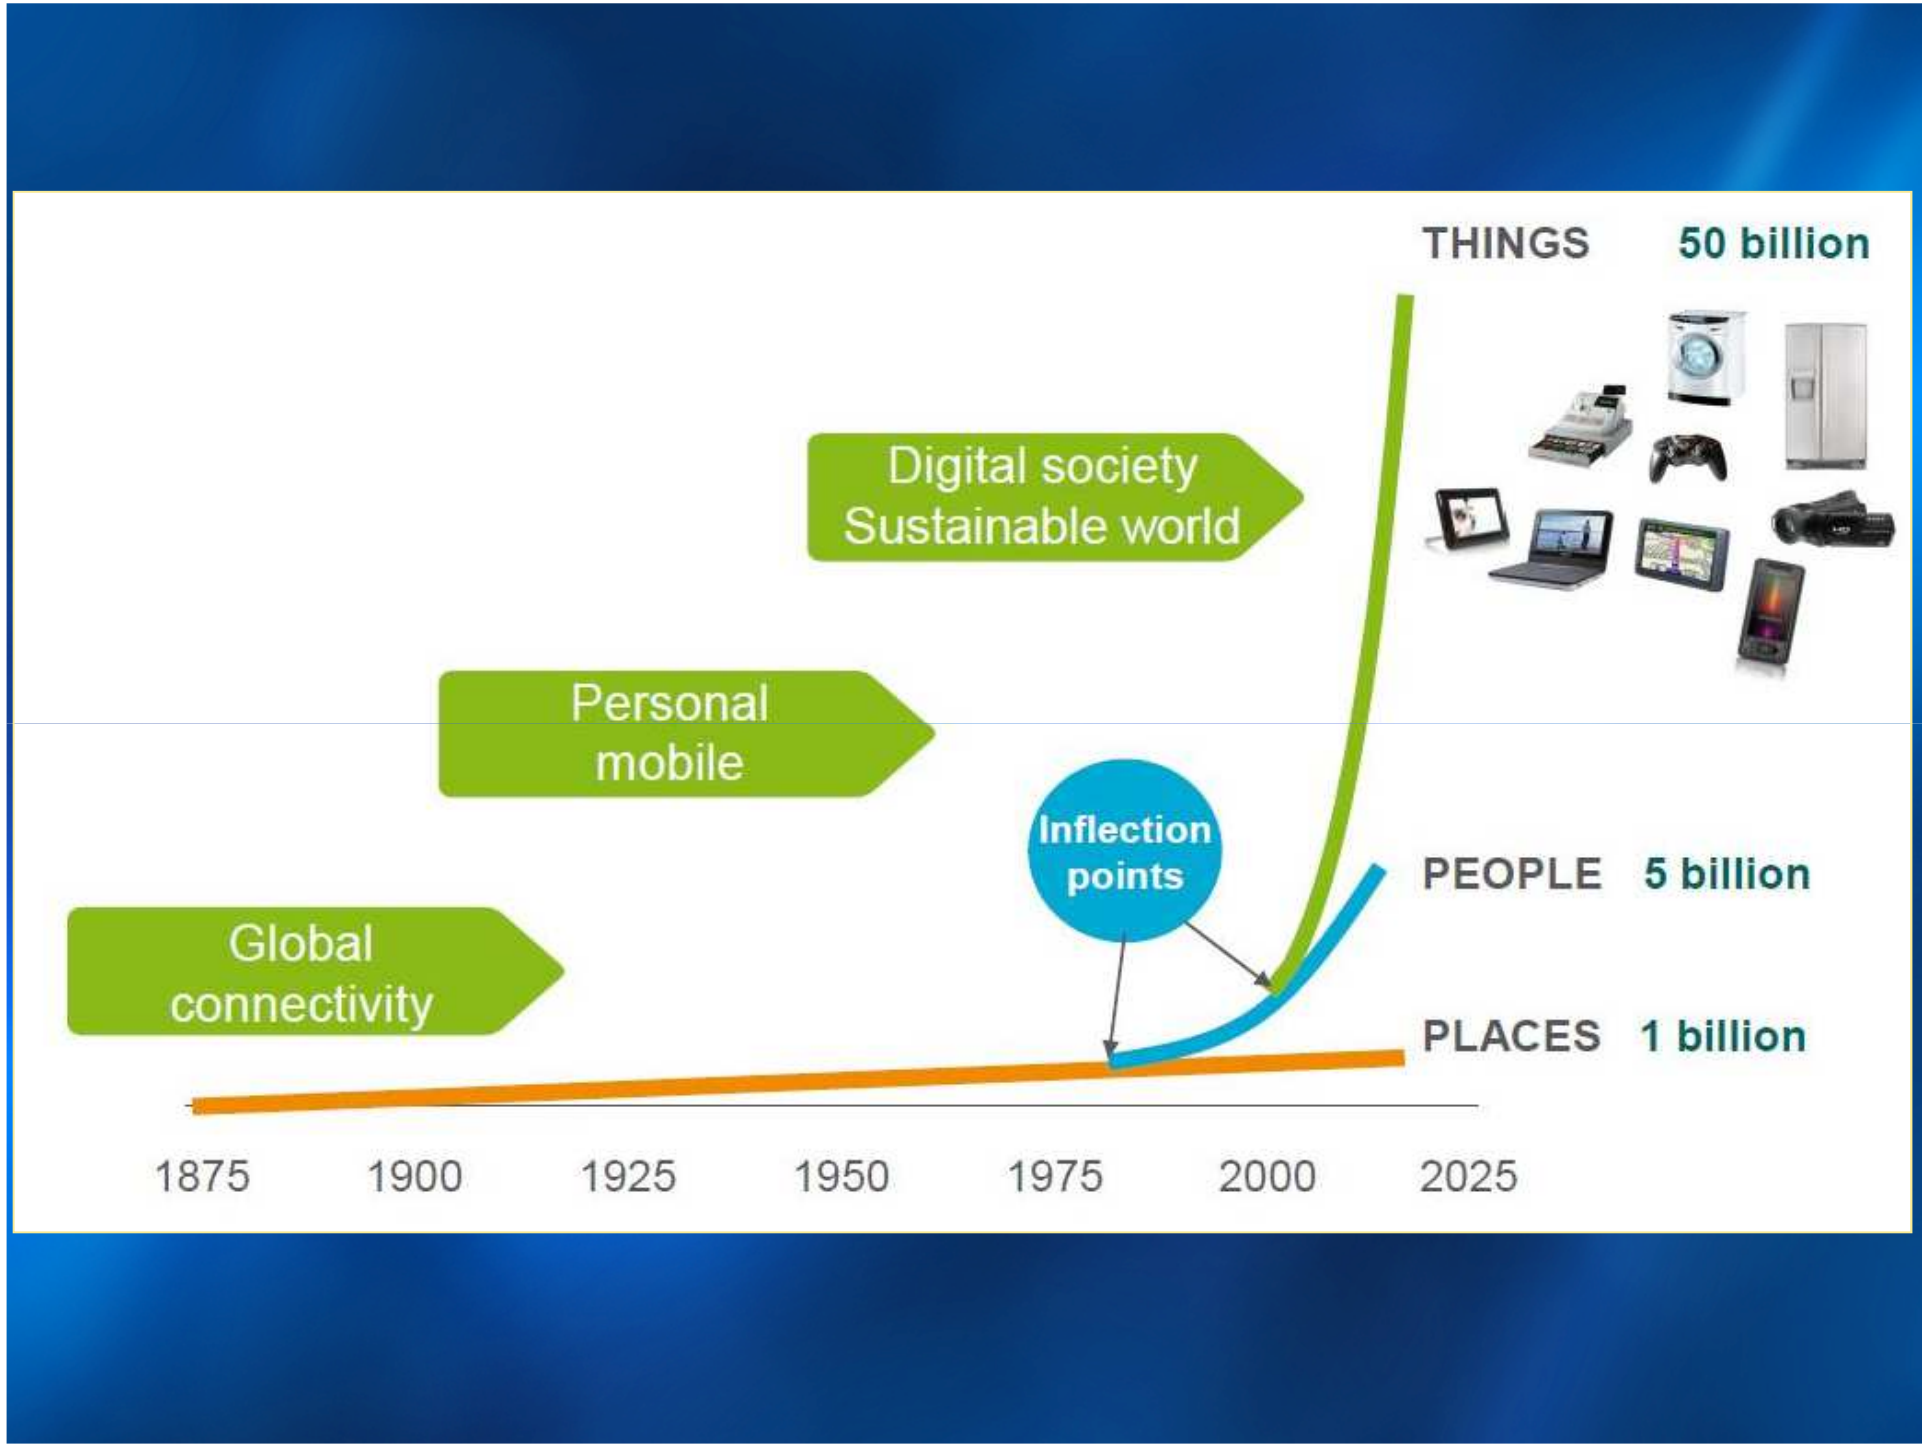 THINGS 50 billion
Digital society
Sustainable world
Personal
mobile
Inflection
points
PEOPLE 5 billion
Global
connectivity
PLACES 1 billion
1875 1900 1925 1950 1975 2000 2025